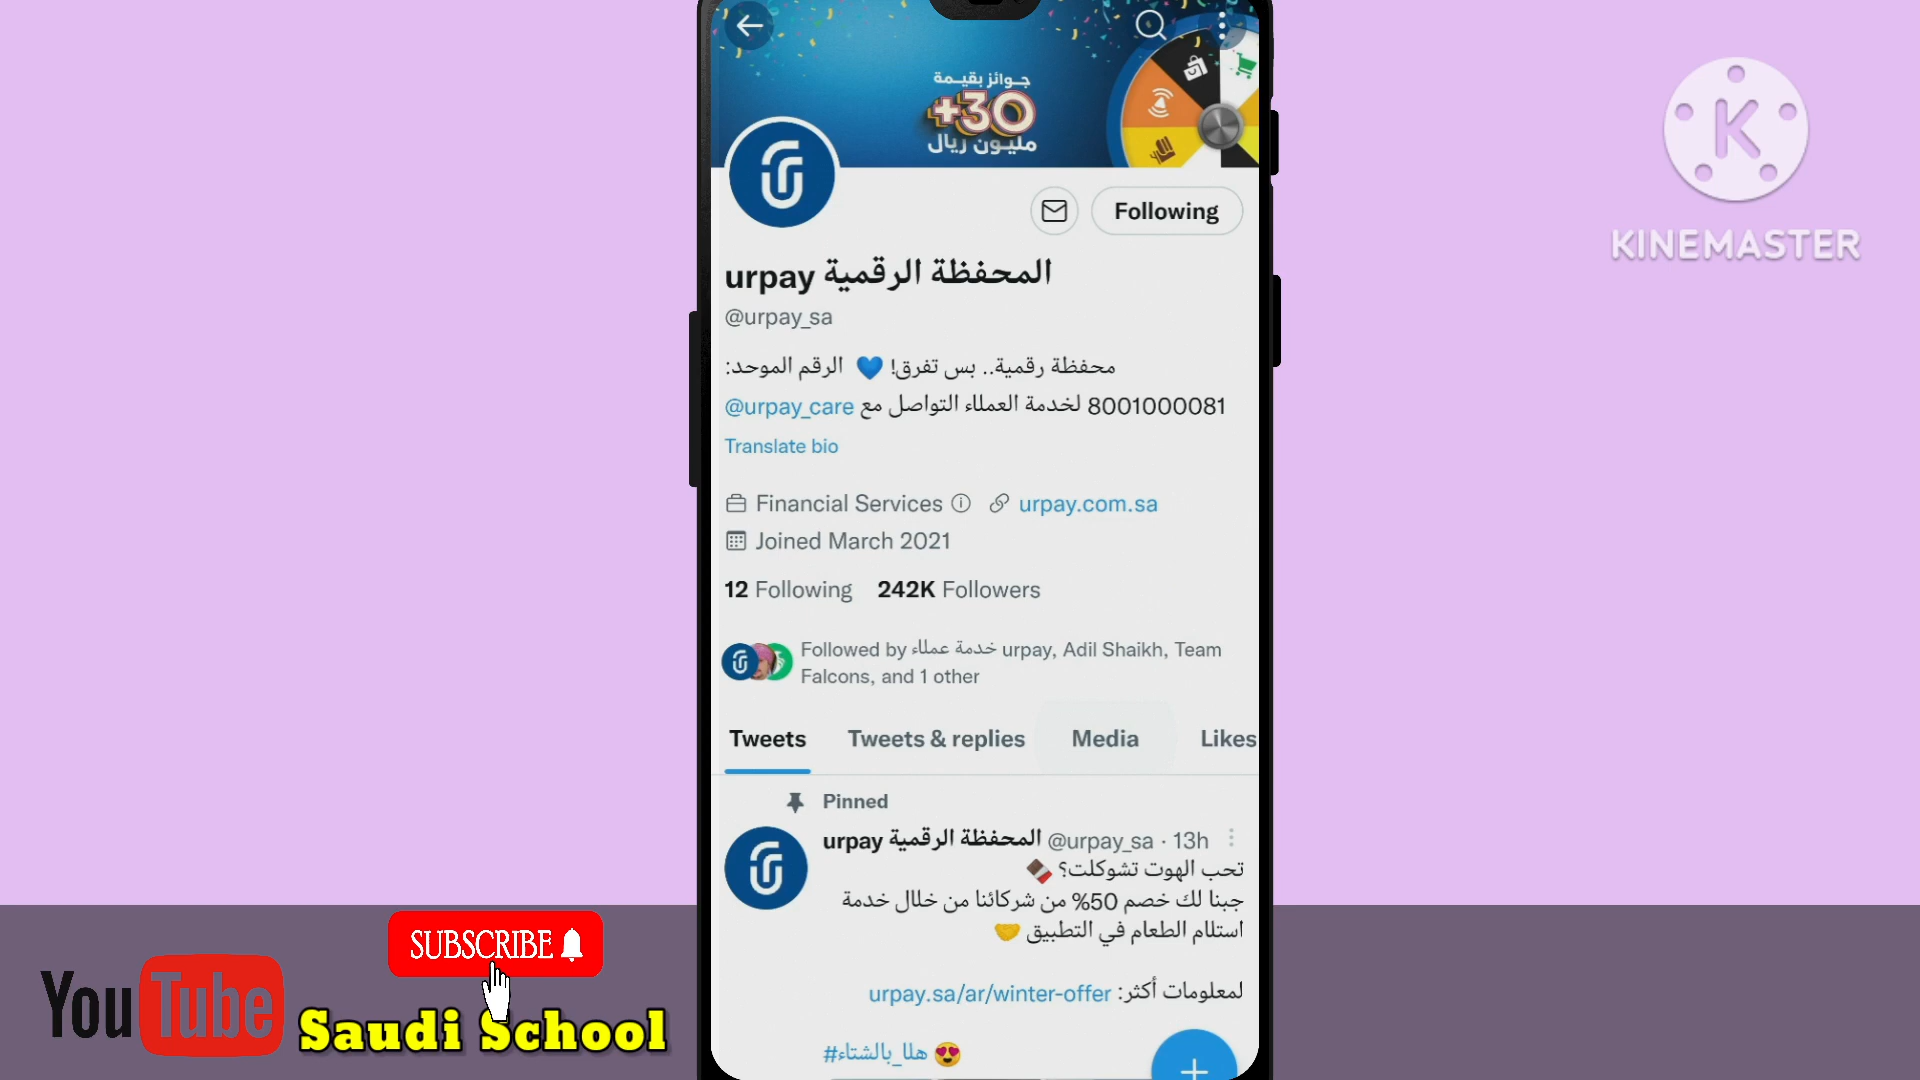 جوائز بقيمة
+30
مليون ريال
K
KINEMASTER
Following
urpay المحفظة الرقمية
@urpay_sa
محفظة رقمية.. بس تفرق! 💙 الرقم الموحد:
8001000081 لخدمة العملاء التواصل مع @urpay_care
Translate bio
Financial Services urpay.com.sa
Joined March 2021
12 Following 242K Followers
Followed by خدمة عملاء urpay, Adil Shaikh, Team
Falcons, and 1 other
Tweets Tweets & replies Media Likes
Pinned
urpay المحفظة الرقمية @urpay_sa · 13h
تحب الهوت تشوكلت؟ 🍫
جبنا لك خصم 50% من شركائنا من خلال خدمة
استلام الطعام في التطبيق 🤝
لمعلومات أكثر: urpay.sa/ar/winter-offer
#هلا_بالشتاء 😍
SUBSCRIBE
YouTube
Saudi School